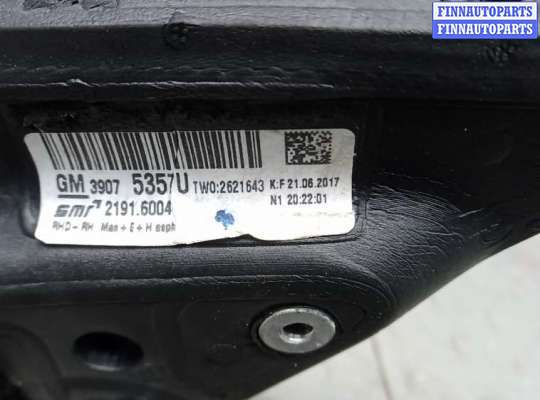 FINNAUTOPARTS
FINNAUTOPARTS
GM 3907 5357U TWO:2621643 K:F 21.06.2017
smr 2191.6004 N1 20:22:01
RHD - RH Man + E + H asph